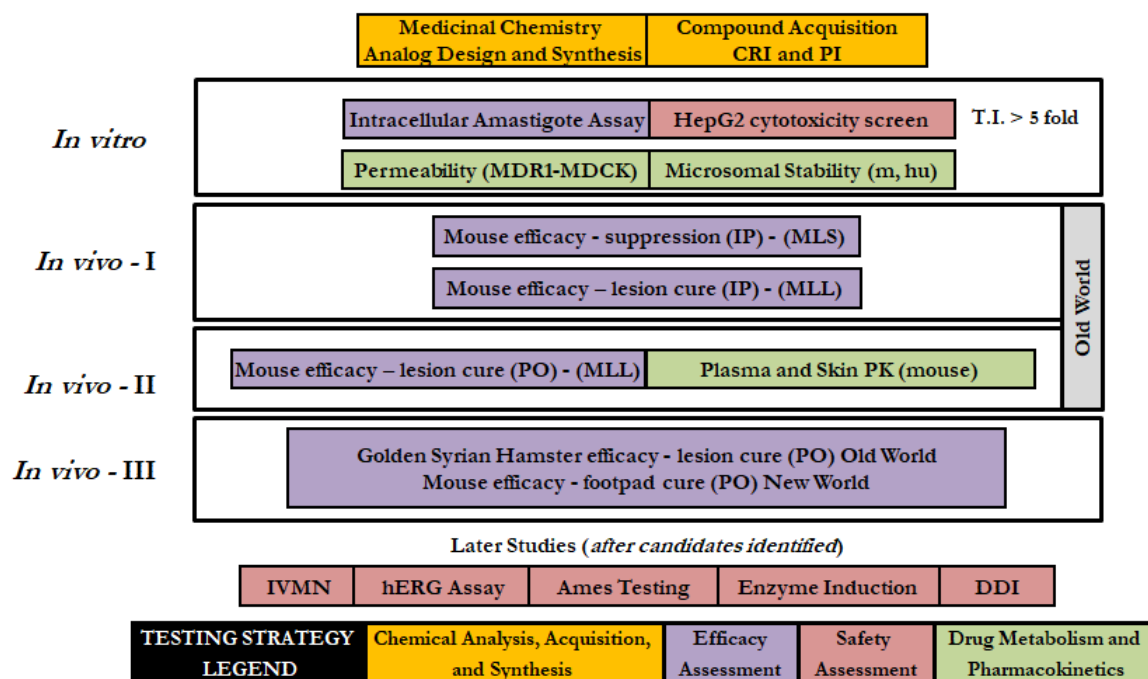 Medicinal Chemistry
Analog Design and Synthesis
Compound Acquisition
CRI and PI
In vitro
Intracellular Amastigote Assay
HepG2 cytotoxicity screen
T.I. > 5 fold
Permeability (MDR1-MDCK)
Microsomal Stability (m, hu)
In vivo - I
Mouse efficacy - suppression (IP) - (MLS)
Mouse efficacy – lesion cure (IP) - (MLL)
Old World
In vivo - II
Mouse efficacy – lesion cure (PO) - (MLL)
Plasma and Skin PK (mouse)
In vivo - III
Golden Syrian Hamster efficacy - lesion cure (PO) Old World
Mouse efficacy - footpad cure (PO) New World
Later Studies (after candidates identified)
IVMN
hERG Assay
Ames Testing
Enzyme Induction
DDI
TESTING STRATEGY
LEGEND
Chemical Analysis, Acquisition,
and Synthesis
Efficacy
Assessment
Safety
Assessment
Drug Metabolism and
Pharmacokinetics